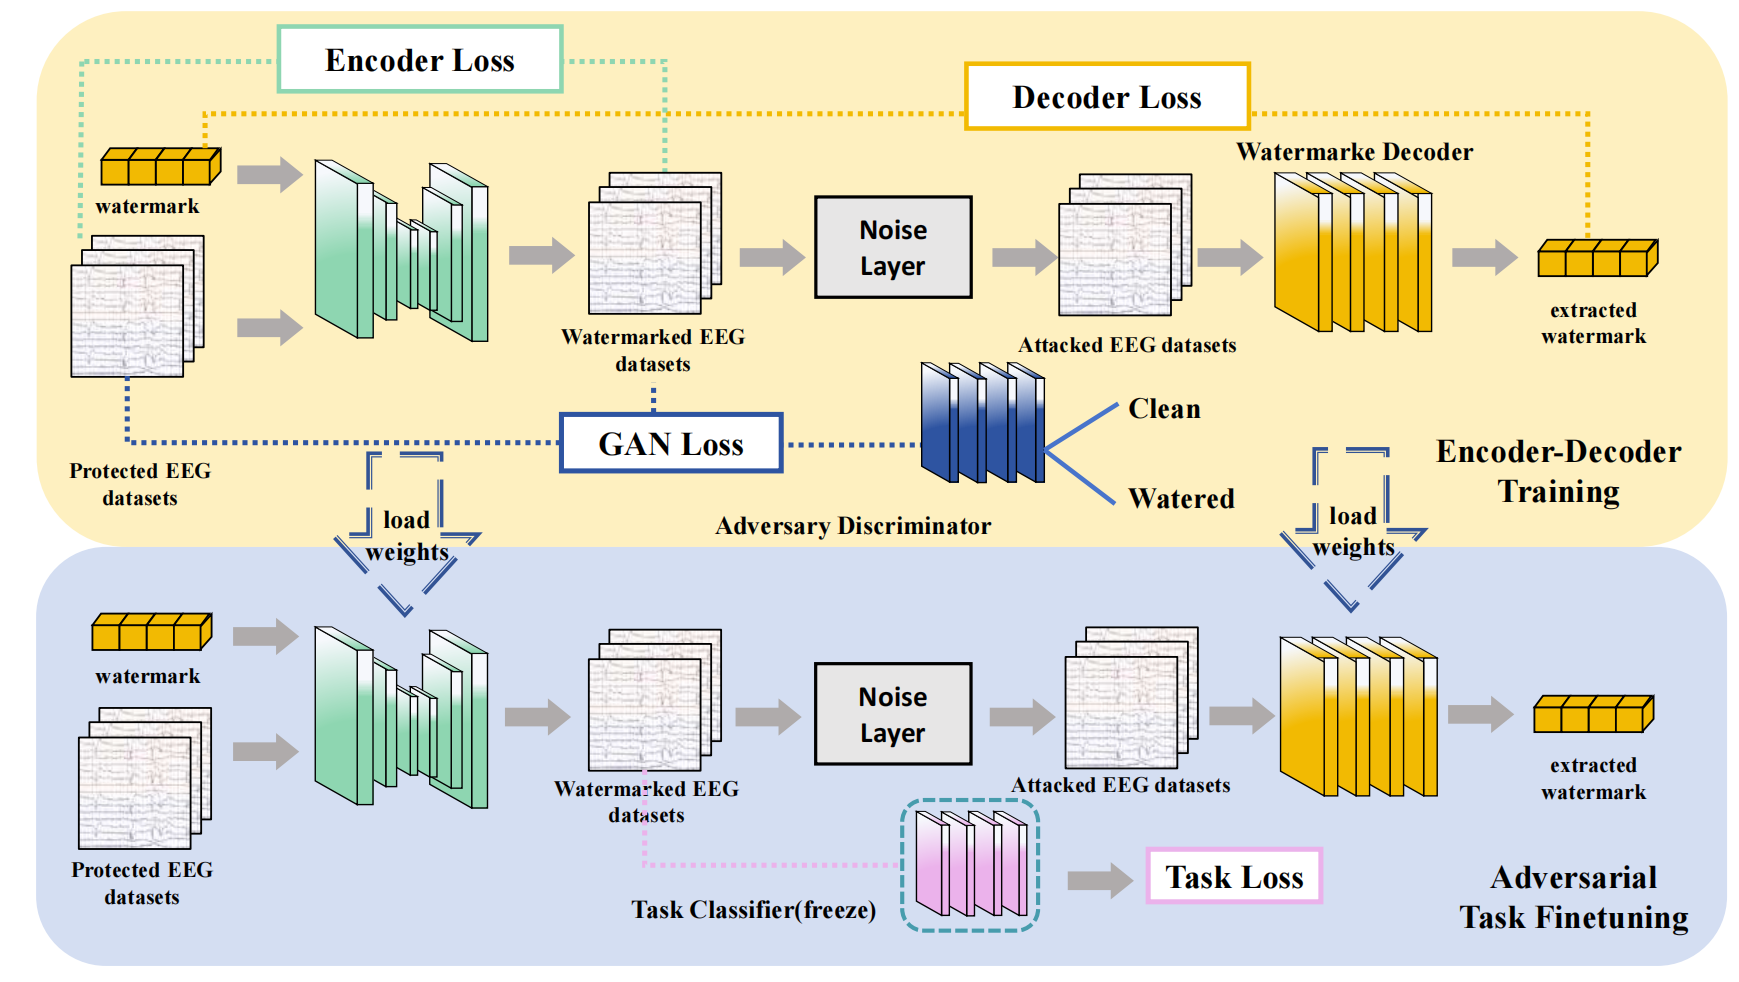 Encoder Loss
Decoder Loss
Watermarke Decoder
watermark
Noise
Layer
Watermarked EEG
datasets
Attacked EEG datasets
extracted
watermark
Protected EEG
datasets
GAN Loss
Clean
Watered
Adversary Discriminator
Encoder-Decoder
Training
load
weights
load
weights
watermark
Noise
Layer
Watermarked EEG
datasets
Attacked EEG datasets
extracted
watermark
Protected EEG
datasets
Task Classifier(freeze)
Task Loss
Adversarial
Task Finetuning